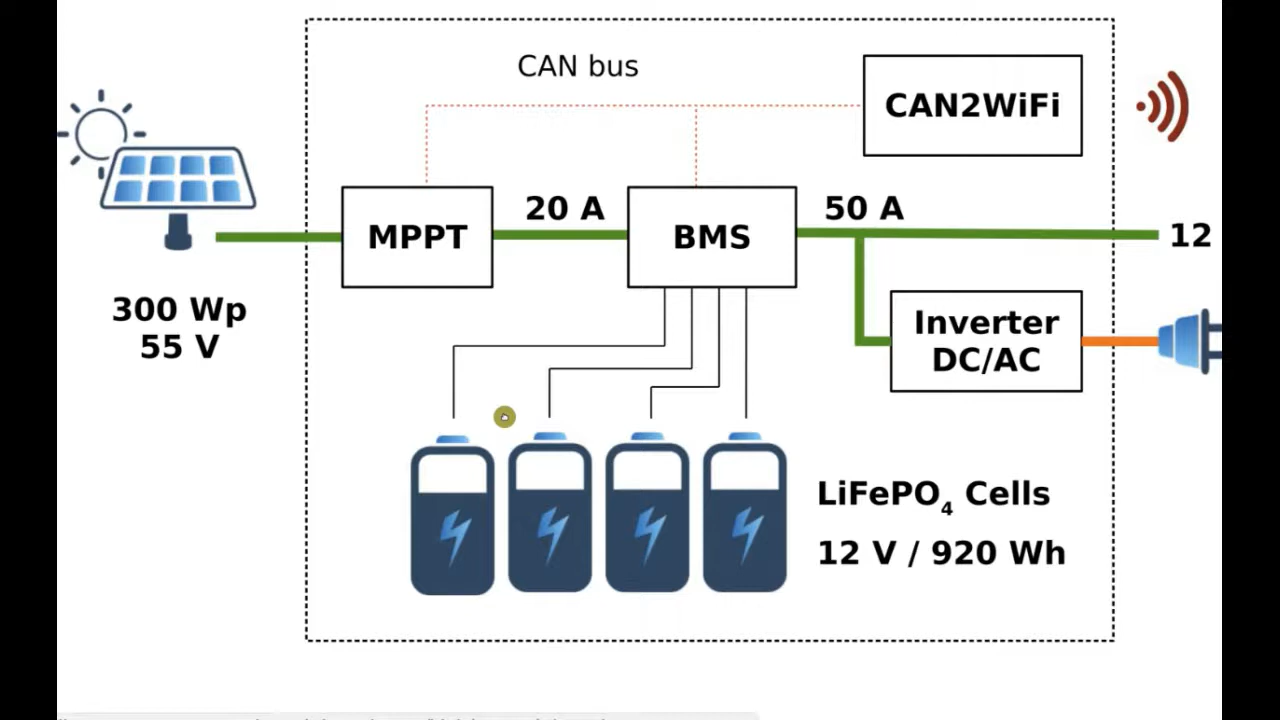 CAN bus
CAN2WiFi
MPPT
20 A
BMS
50 A
12
300 Wp
55 V
Inverter
DC/AC
LiFePO4 Cells
12 V / 920 Wh